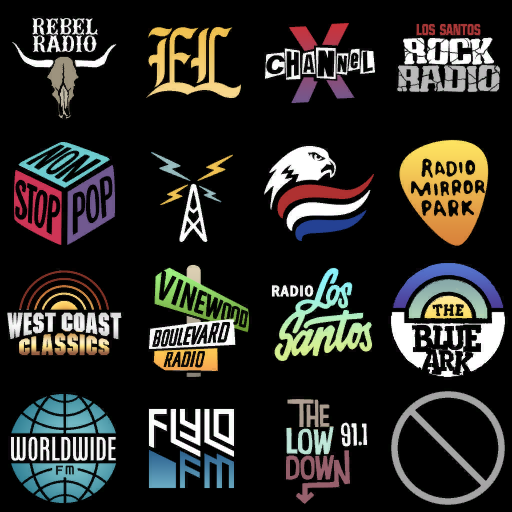 REBEL
RADIO
EL
CHANNEL
X
LOS SANTOS
ROCK
RADIO
NON
STOP
POP
RADIO
MIRROR
PARK
WEST COAST
CLASSICS
VINEWOOD
BOULEVARD
RADIO
RADIO Los
Santos
THE
BLUE
ARK
WORLDWIDE
FM
FLYLO
FM
THE
LOW 91.1
DOWN